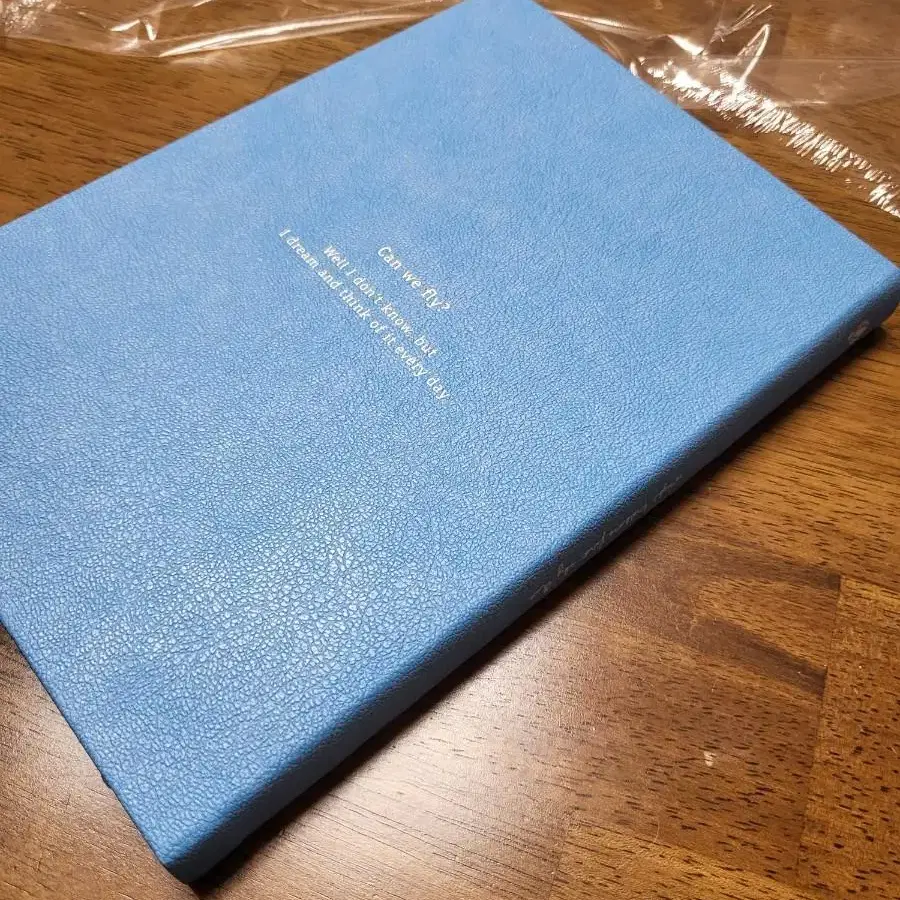 Can we fly?
Well I don't know, but
I dream and think of it every day